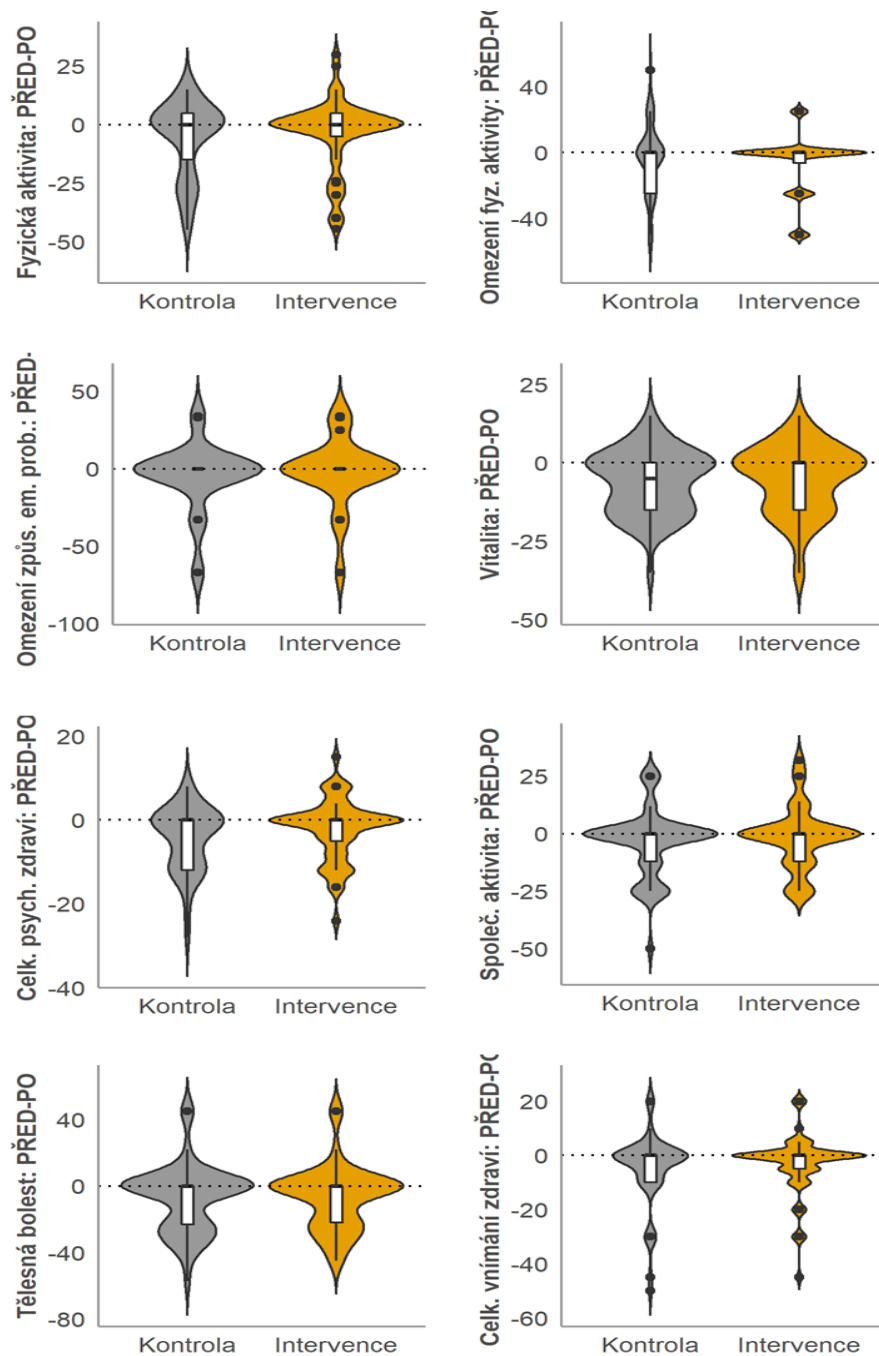 Fyzická aktivita: PŘED-PO
25
0
-25
-50
Kontrola Intervence
Omezení fyz. aktivity: PŘED-PO
40
0
-40
Kontrola Intervence
Omezení způs. em. prob.: PŘED-
50
0
-50
-100
Kontrola Intervence
Vitalita: PŘED-PO
25
0
-25
-50
Kontrola Intervence
Celk. psych. zdraví: PŘED-PO
20
0
-20
-40
Kontrola Intervence
Společ. aktivita: PŘED-PO
25
0
-25
-50
Kontrola Intervence
Tělesná bolest: PŘED-PO
40
0
-40
-80
Kontrola Intervence
Celk. vnímání zdraví: PŘED-PO
20
0
-20
-40
-60
Kontrola Intervence